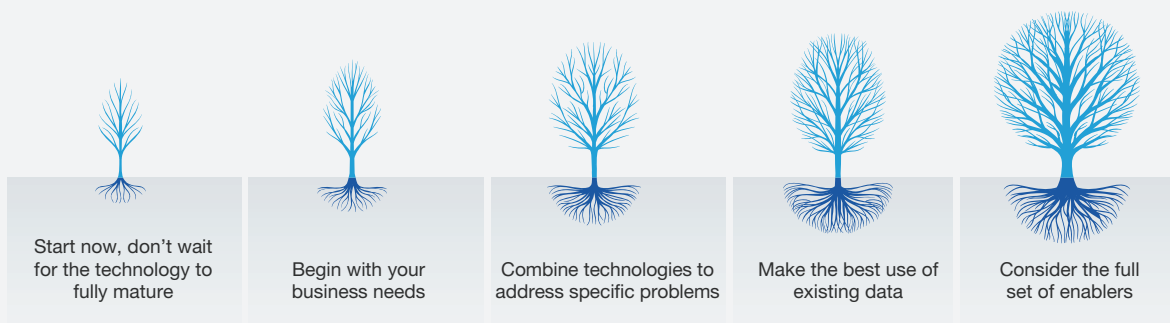 Start now, don’t wait
for the technology to
fully mature
Begin with your
business needs
Combine technologies to
address specific problems
Make the best use of
existing data
Consider the full
set of enablers